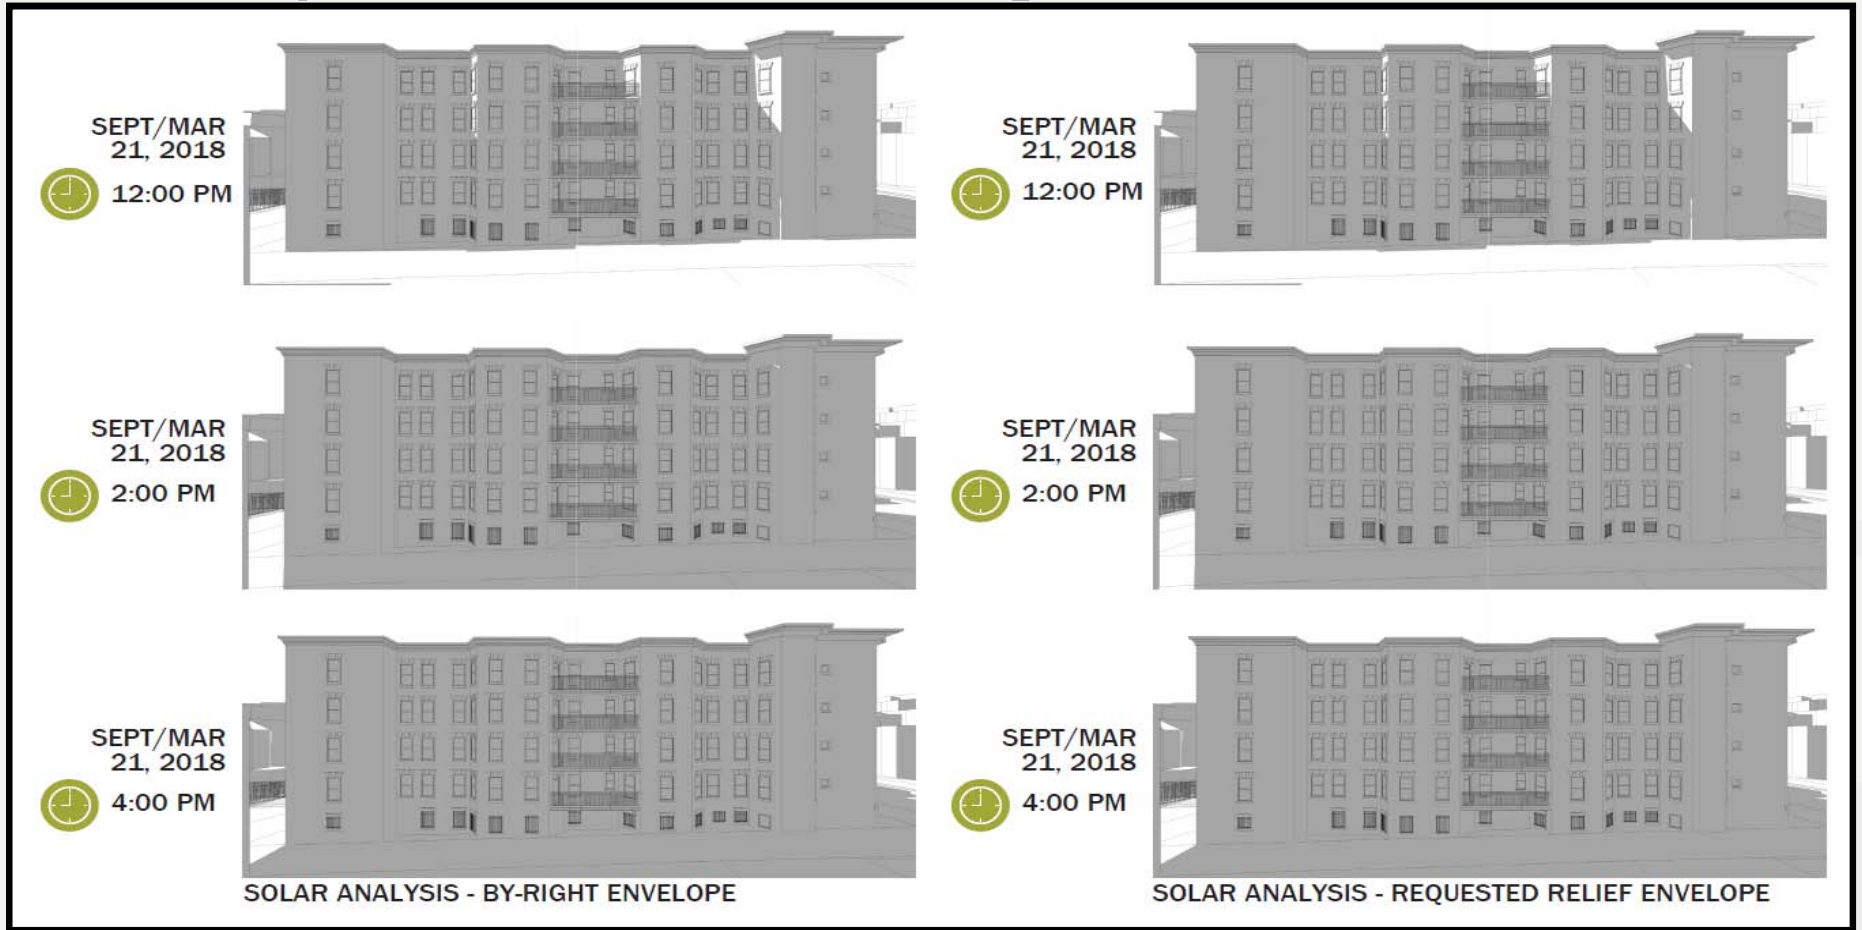 SEPT/MAR
21, 2018
12:00 PM
SEPT/MAR
21, 2018
12:00 PM
SEPT/MAR
21, 2018
2:00 PM
SEPT/MAR
21, 2018
2:00 PM
SEPT/MAR
21, 2018
4:00 PM
SEPT/MAR
21, 2018
4:00 PM
SOLAR ANALYSIS - BY-RIGHT ENVELOPE
SOLAR ANALYSIS - REQUESTED RELIEF ENVELOPE